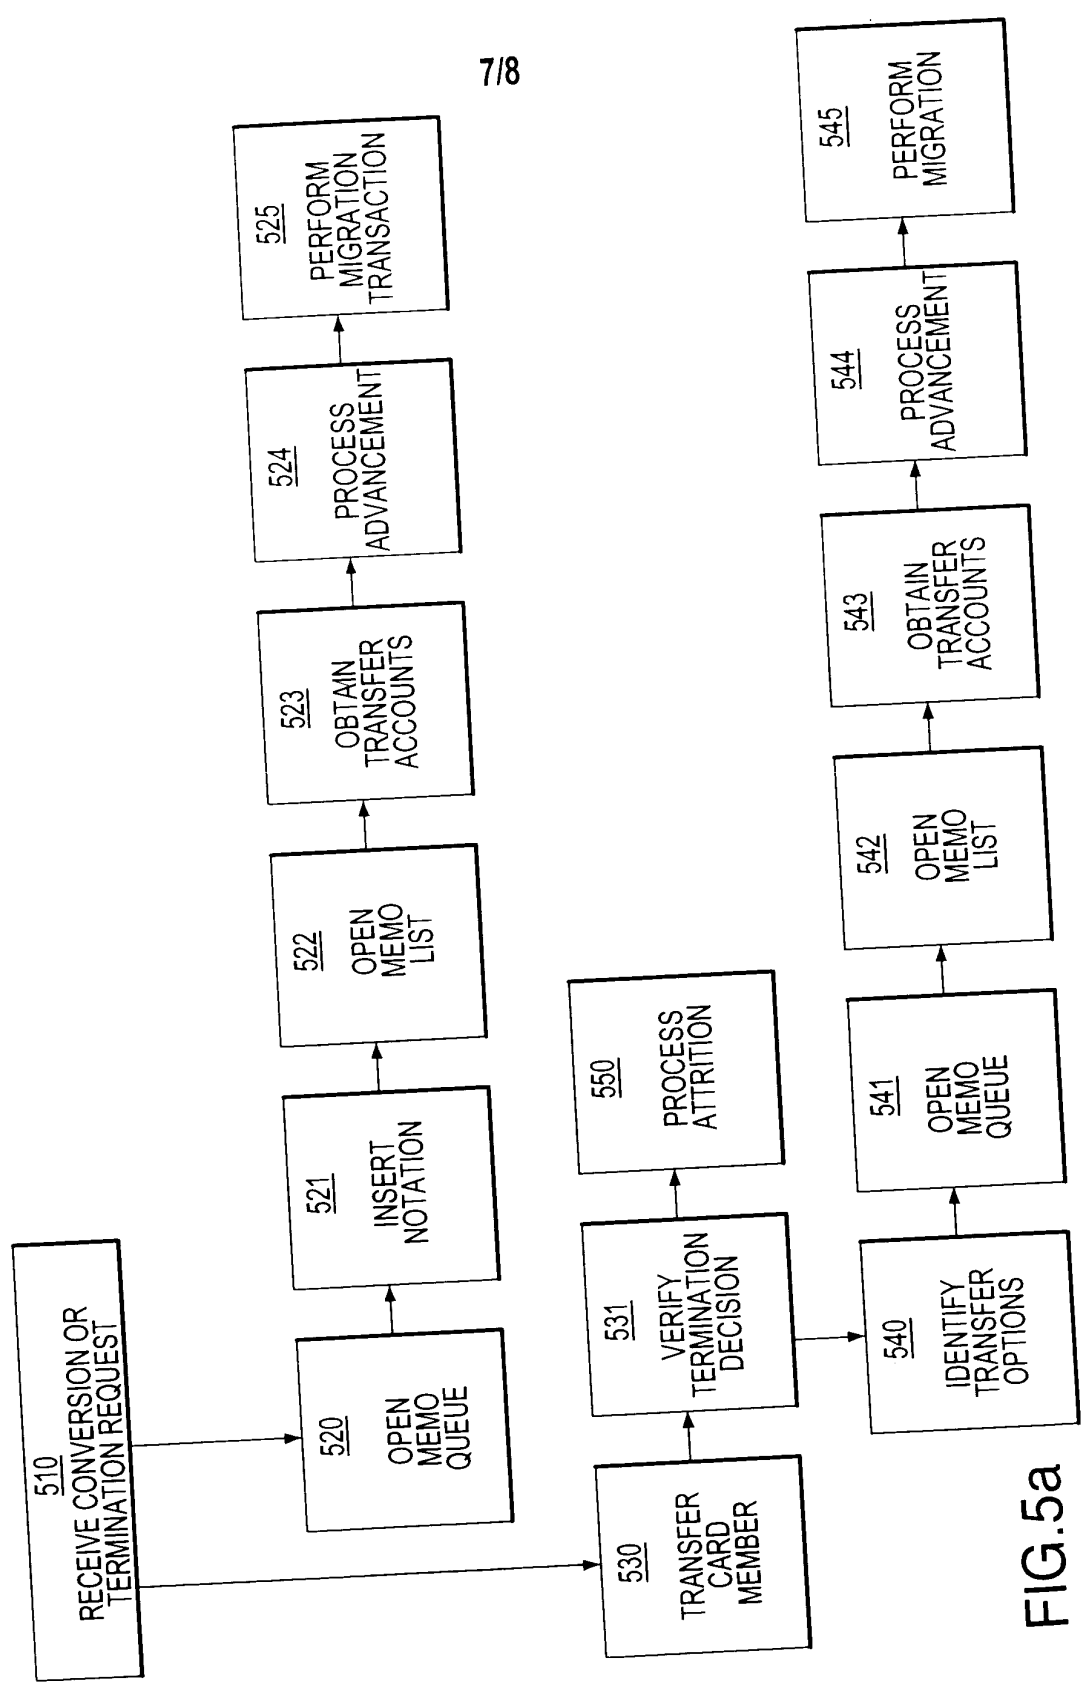 7/8
510
RECEIVE CONVERSION OR
TERMINATION REQUEST
520
OPEN
MEMO
QUEUE
521
INSERT
NOTATION
522
OPEN
MEMO
LIST
523
OBTAIN
TRANSFER
ACCOUNTS
524
PROCESS
ADVANCEMENT
525
PERFORM
MIGRATION
TRANSACTION
530
TRANSFER
CARD
MEMBER
531
VERIFY
TERMINATION
DECISION
550
PROCESS
ATTRITION
540
IDENTIFY
TRANSFER
OPTIONS
541
OPEN
MEMO
QUEUE
542
OPEN
MEMO
LIST
543
OBTAIN
TRANSFER
ACCOUNTS
544
PROCESS
ADVANCEMENT
545
PERFORM
MIGRATION
FIG.5a